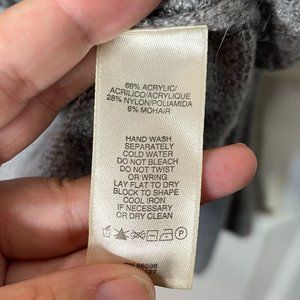 66% ACRYLIC/
ACRILICO/ACRYLIQUE
28% NYLON/POLIAMIDA
6% MOHAIR
HAND WASH
SEPARATELY
COLD WATER
DO NOT BLEACH
DO NOT TWIST
OR WRING
LAY FLAT TO DRY
BLOCK TO SHAPE
COOL IRON
IF NECESSARY
OR DRY CLEAN
P